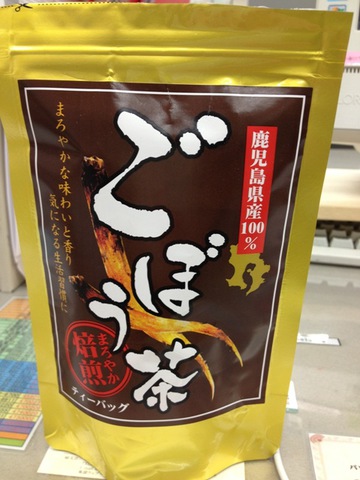 鹿児島県産100%
ごぼう茶
まろやかな味わいと香り
気になる生活習慣に
まろやか
焙煎
ティーバッグ